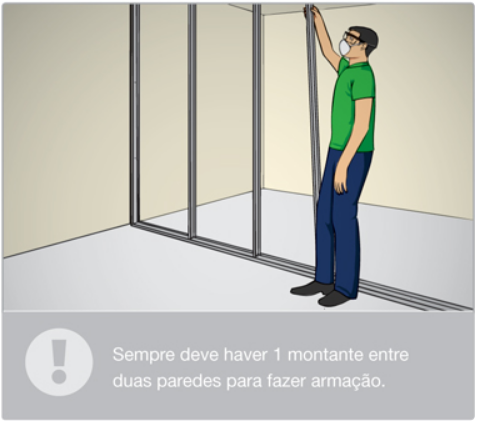 Sempre deve haver 1 montante entre
duas paredes para fazer armação.